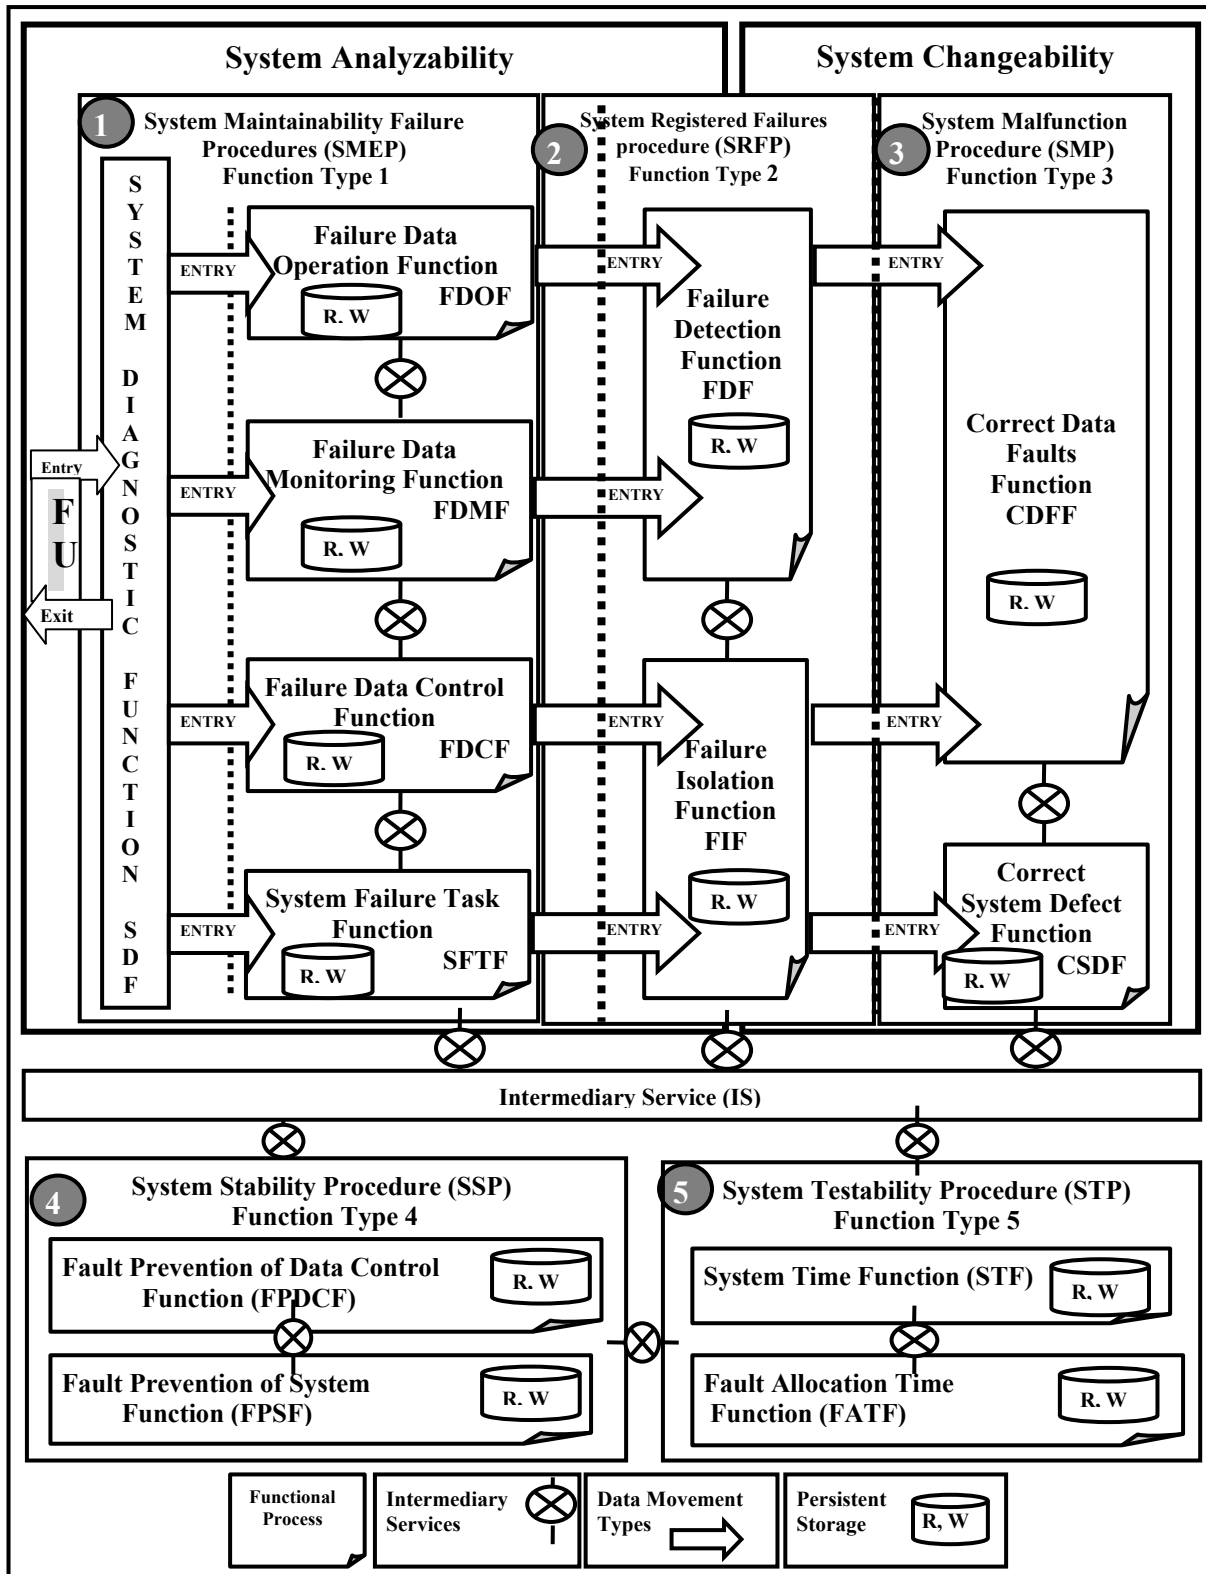 System Analyzability
System Changeability
1
System Maintainability Failure
Procedures (SMEP)
Function Type 1
2
System Registered Failures
procedure (SRFP)
Function Type 2
3
System Malfunction
Procedure (SMP)
Function Type 3
SYSTEM DIAGNOSTIC FUNCTION SDF
Entry
F
U
Exit
ENTRY
Failure Data
Operation Function
FDOF
R, W
ENTRY
Failure Data
Monitoring Function
FDMF
R, W
ENTRY
Failure Data Control
Function
FDCF
R, W
ENTRY
System Failure Task
Function
SFTF
R, W
ENTRY
Failure
Detection
Function
FDF
R, W
ENTRY
ENTRY
Failure
Isolation
Function
FIF
R, W
ENTRY
ENTRY
Correct Data
Faults
Function
CDFF
R, W
ENTRY
ENTRY
Correct
System Defect
Function
CSDF
R, W
Intermediary Service (IS)
4
System Stability Procedure (SSP)
Function Type 4
Fault Prevention of Data Control
Function (FPDCF)
R, W
Fault Prevention of System
Function (FPSF)
R, W
5
System Testability Procedure (STP)
Function Type 5
System Time Function (STF)
R, W
Fault Allocation Time
Function (FATF)
R, W
Functional
Process
Intermediary
Services
Data Movement
Types
Persistent
Storage
R, W